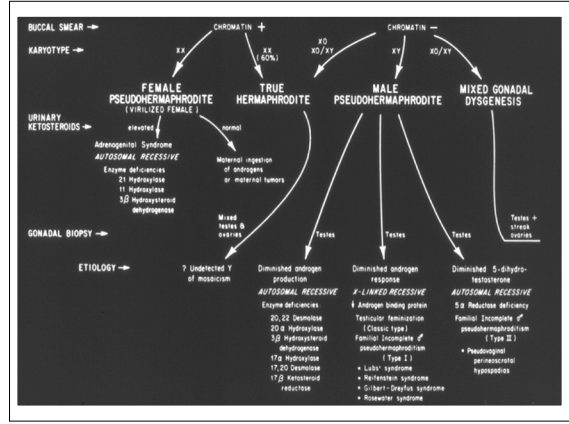 BUCCAL SMEAR → CHROMATIN + CHROMATIN −
KARYOTYPE → XX XX XO XY XO/XY
(60%) XO/XY
FEMALE TRUE MALE MIXED GONADAL
PSEUDOHERMAPHRODITE HERMAPHRODITE PSEUDOHERMAPHRODITE DYSGENESIS
(VIRILIZED FEMALE)
URINARY
KETOSTEROIDS →
elevated normal
Adrenogenital Syndrome
AUTOSOMAL RECESSIVE
Enzyme deficiencies
21 Hydroxylase
11 Hydroxylase
3β Hydroxysteroid
dehydrogenase
Maternal ingestion
of androgens
or maternal tumors
GONADAL BIOPSY →
Mixed
testes &
ovaries
Testes
Testes
Testes
Testes +
streak
ovaries
ETIOLOGY →
? Undetected Y
of mosaicism
Diminished androgen
production
AUTOSOMAL RECESSIVE
Enzyme deficiencies
20,22 Desmolase
20α Hydroxylase
3β Hydroxysteroid
dehydrogenase
17α Hydroxylase
17,20 Desmolase
17β Ketosteroid
reductase
Diminished androgen
response
X-LINKED RECESSIVE
Androgen binding protein
Testicular feminization
(Classic type)
Familial Incomplete ♂
pseudohermaphroditism
(Type I)
* Lubs' syndrome
* Reifenstein syndrome
* Gilbert-Dreyfus syndrome
* Rosewater syndrome
Diminished 5-dihydro-
testosterone
AUTOSOMAL RECESSIVE
5α Reductase deficiency
Familial Incomplete ♂
pseudohermaphroditism
(Type II)
* Pseudovaginal
perineoscrotal
hypospadias